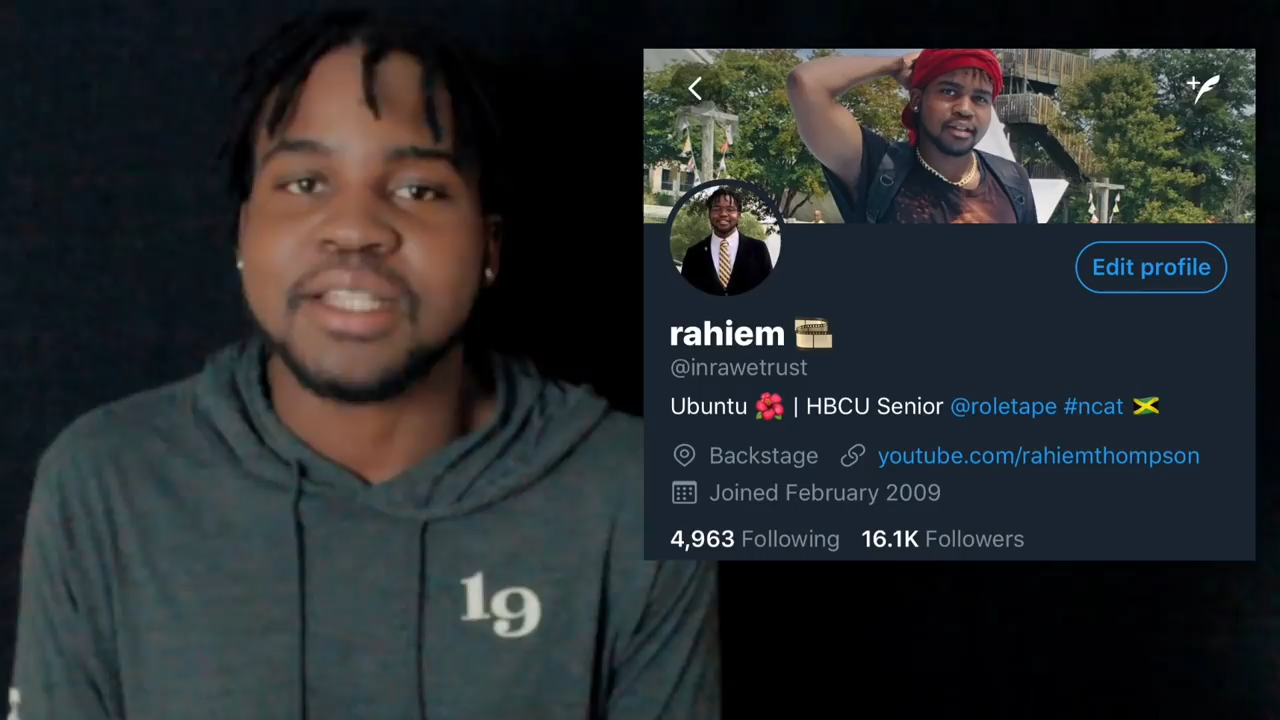 Edit profile
rahiem
@inrawetrust
Ubuntu 🌺 | HBCU Senior @roletape #ncat 🇯🇲
Backstage youtube.com/rahiemthompson
Joined February 2009
4,963 Following 16.1K Followers
19